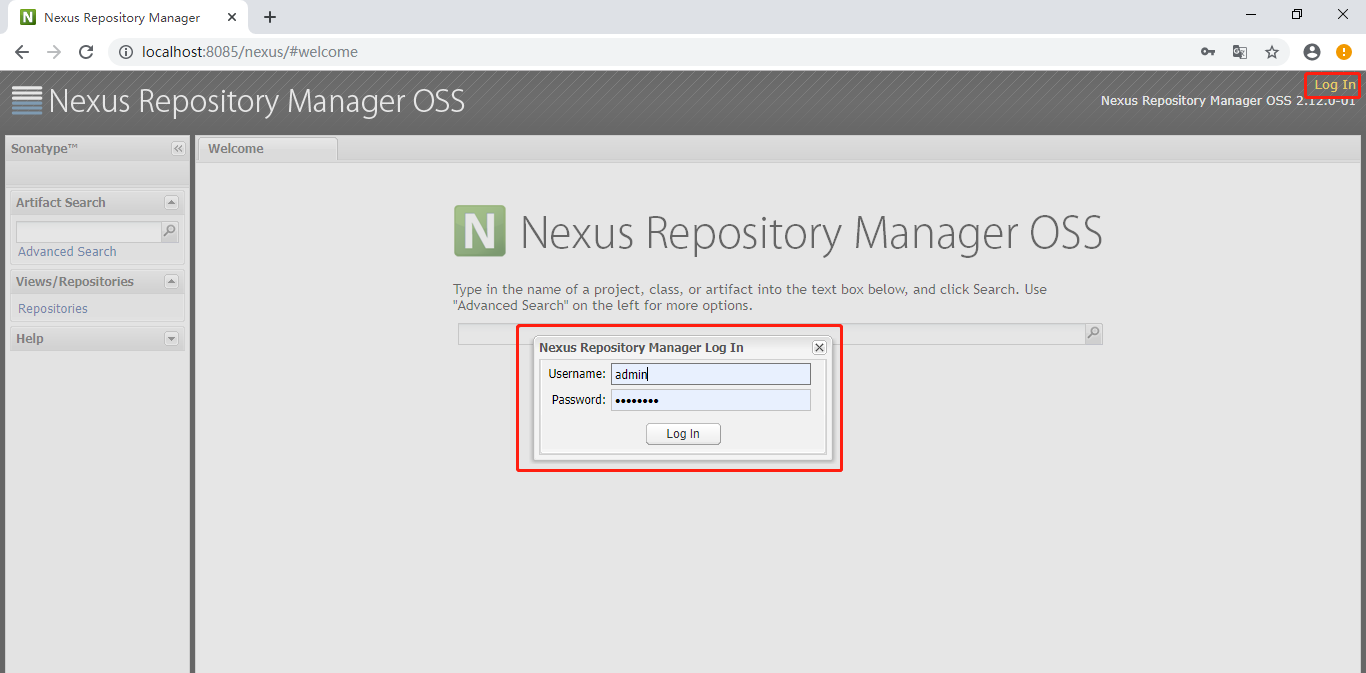 Nexus Repository Manager
localhost:8085/nexus/#welcome
Nexus Repository Manager OSS
Log In
Nexus Repository Manager OSS 2.12.0-01
Sonatype™
Welcome
Artifact Search
Advanced Search
Views/Repositories
Repositories
Help
N Nexus Repository Manager OSS
Type in the name of a project, class, or artifact into the text box below, and click Search. Use
"Advanced Search" on the left for more options.
Nexus Repository Manager Log In
Username: admin
Password: ••••••••
Log In